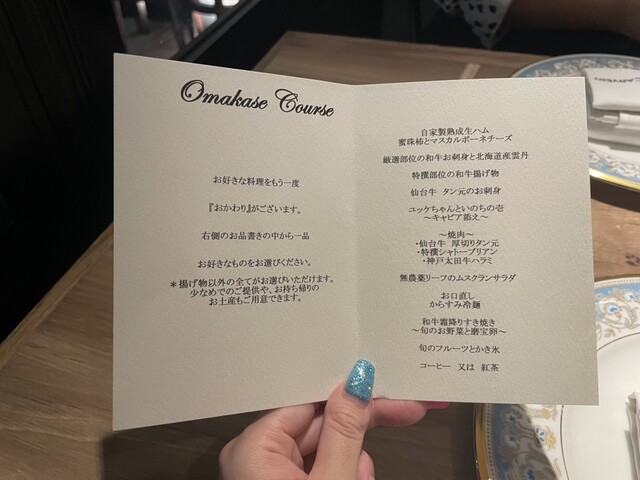 Omakase Course
お好きな料理をもう一度
『おかわり』がございます。
右側のお品書きの中から一品
お好きなものをお選びください。
＊揚げ物以外の全てがお選びいただけます。
少なめでのご提供や、お持ち帰りの
お土産もご用意できます。
自家製熟成生ハム
蜜珠柿とマスカルポーネチーズ
厳選部位の和牛お刺身と北海道産雲丹
特撰部位の和牛揚げ物
仙台牛 タン元のお刺身
ユッケちゃんといのちの壱
～キャビア添え～
～焼肉～
・仙台牛 厚切りタン元
・特撰シャトーブリアン
・神戸太田牛ハラミ
無農薬リーフのムスクランサラダ
お口直し
からすみ冷麺
和牛霜降りすき焼き
～旬のお野菜と磨宝卵～
旬のフルーツとかき氷
コーヒー 又は 紅茶